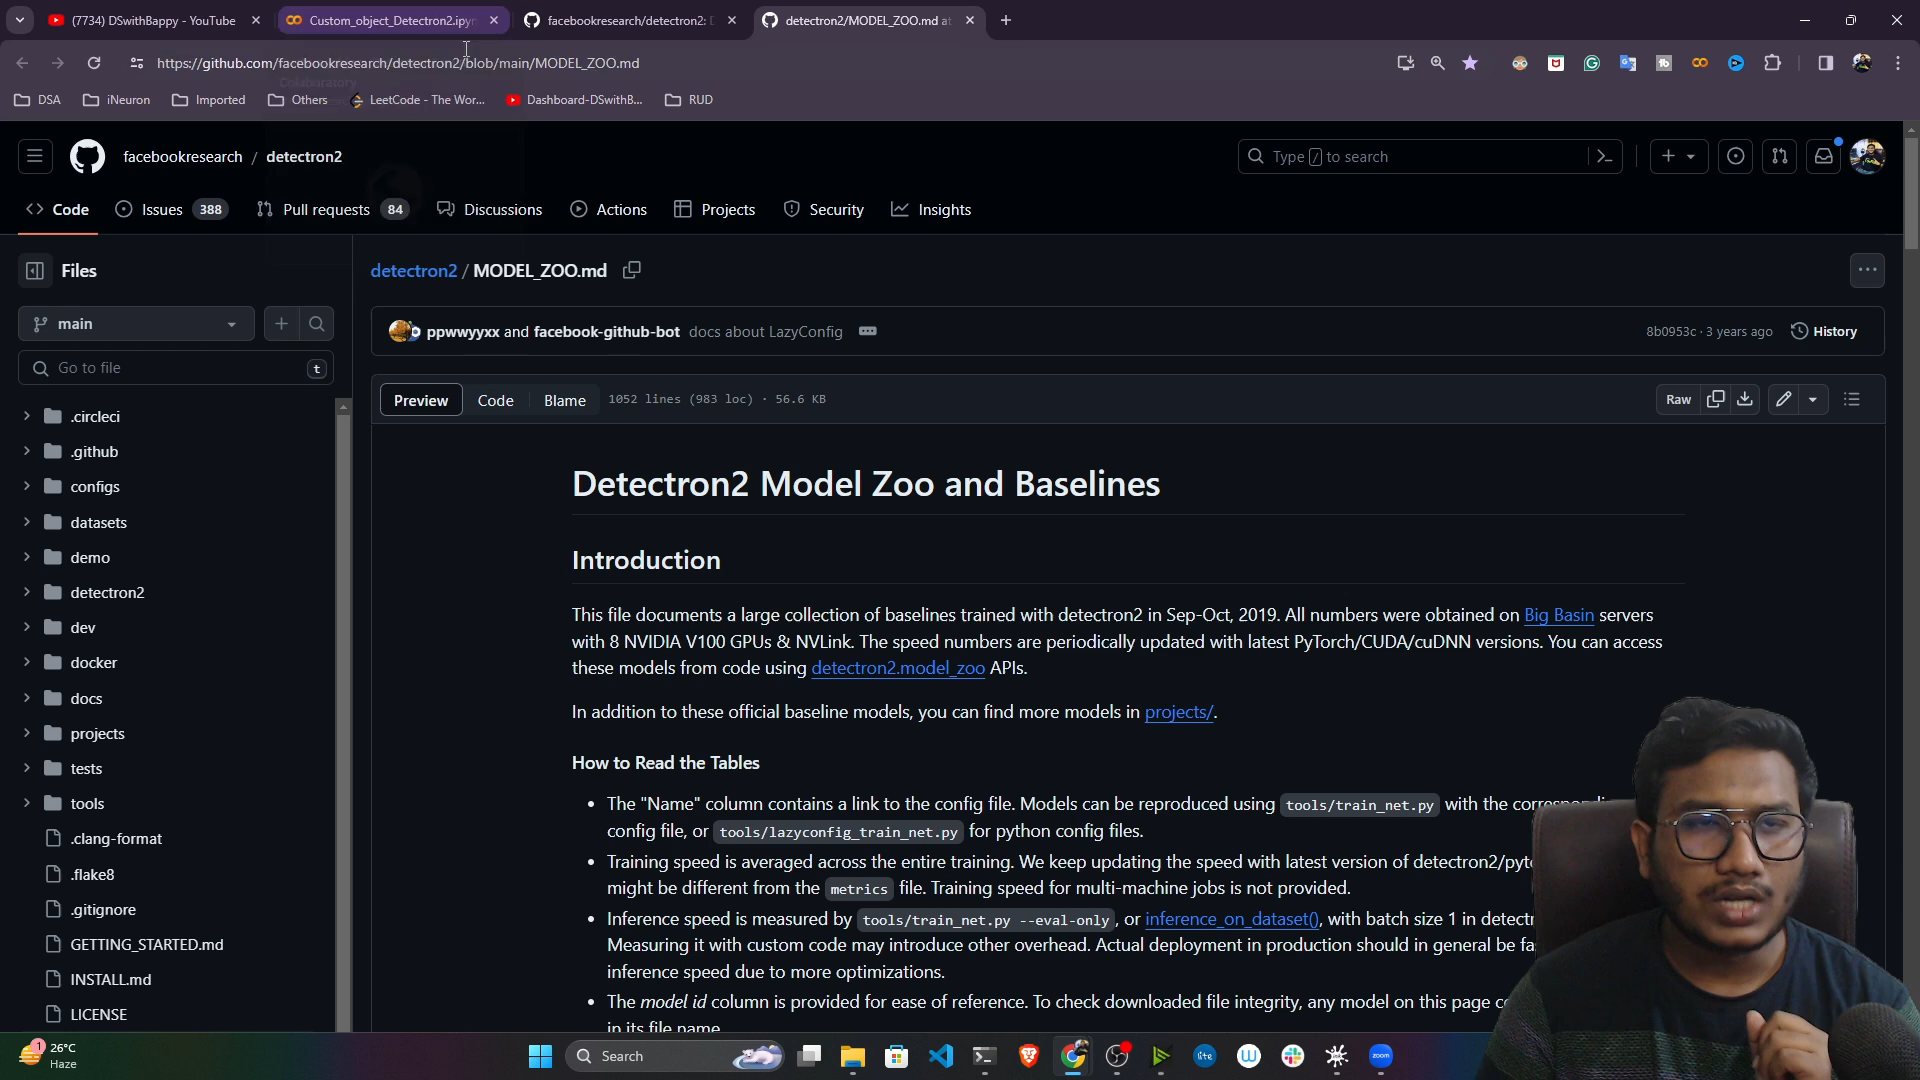 (7734) DSwithBappy - YouTube
Custom_object_Detectron2.ipyn
facebookresearch/detectron2:
detectron2/MODEL_ZOO.md at
https://github.com/facebookresearch/detectron2/blob/main/MODEL_ZOO.md
DSA
iNeuron
Imported
Others
LeetCode - The Wor...
Dashboard-DSwithB...
RUD
facebookresearch / detectron2
Type / to search
Code
Issues 388
Pull requests 84
Discussions
Actions
Projects
Security
Insights
Files
main
Go to file
t
.circleci
.github
configs
datasets
demo
detectron2
dev
docker
docs
projects
tests
tools
.clang-format
.flake8
.gitignore
GETTING_STARTED.md
INSTALL.md
LICENSE
detectron2 / MODEL_ZOO.md
ppwwyyxx and facebook-github-bot docs about LazyConfig
8b0953c · 3 years ago
History
Preview
Code
Blame
1052 lines (983 loc) · 56.6 KB
Raw
Detectron2 Model Zoo and Baselines
Introduction
This file documents a large collection of baselines trained with detectron2 in Sep-Oct, 2019. All numbers were obtained on Big Basin servers
with 8 NVIDIA V100 GPUs & NVLink. The speed numbers are periodically updated with latest PyTorch/CUDA/cuDNN versions. You can access
these models from code using detectron2.model_zoo APIs.
In addition to these official baseline models, you can find more models in projects/.
How to Read the Tables
• The "Name" column contains a link to the config file. Models can be reproduced using tools/train_net.py with the
config file, or tools/lazyconfig_train_net.py for python config files.
• Training speed is averaged across the entire training. We keep updating the speed with latest version of
might be different from the metrics file. Training speed for multi-machine jobs is not provided.
• Inference speed is measured by tools/train_net.py --eval-only, or inference_on_dataset(), with batch size 1 in
Measuring it with custom code may introduce other overhead. Actual deployment in production should in general be
inference speed due to more optimizations.
• The model id column is provided for ease of reference. To check downloaded file integrity, any model on this page
in its file name
1
26°C
Haze
Search
lite
zoom